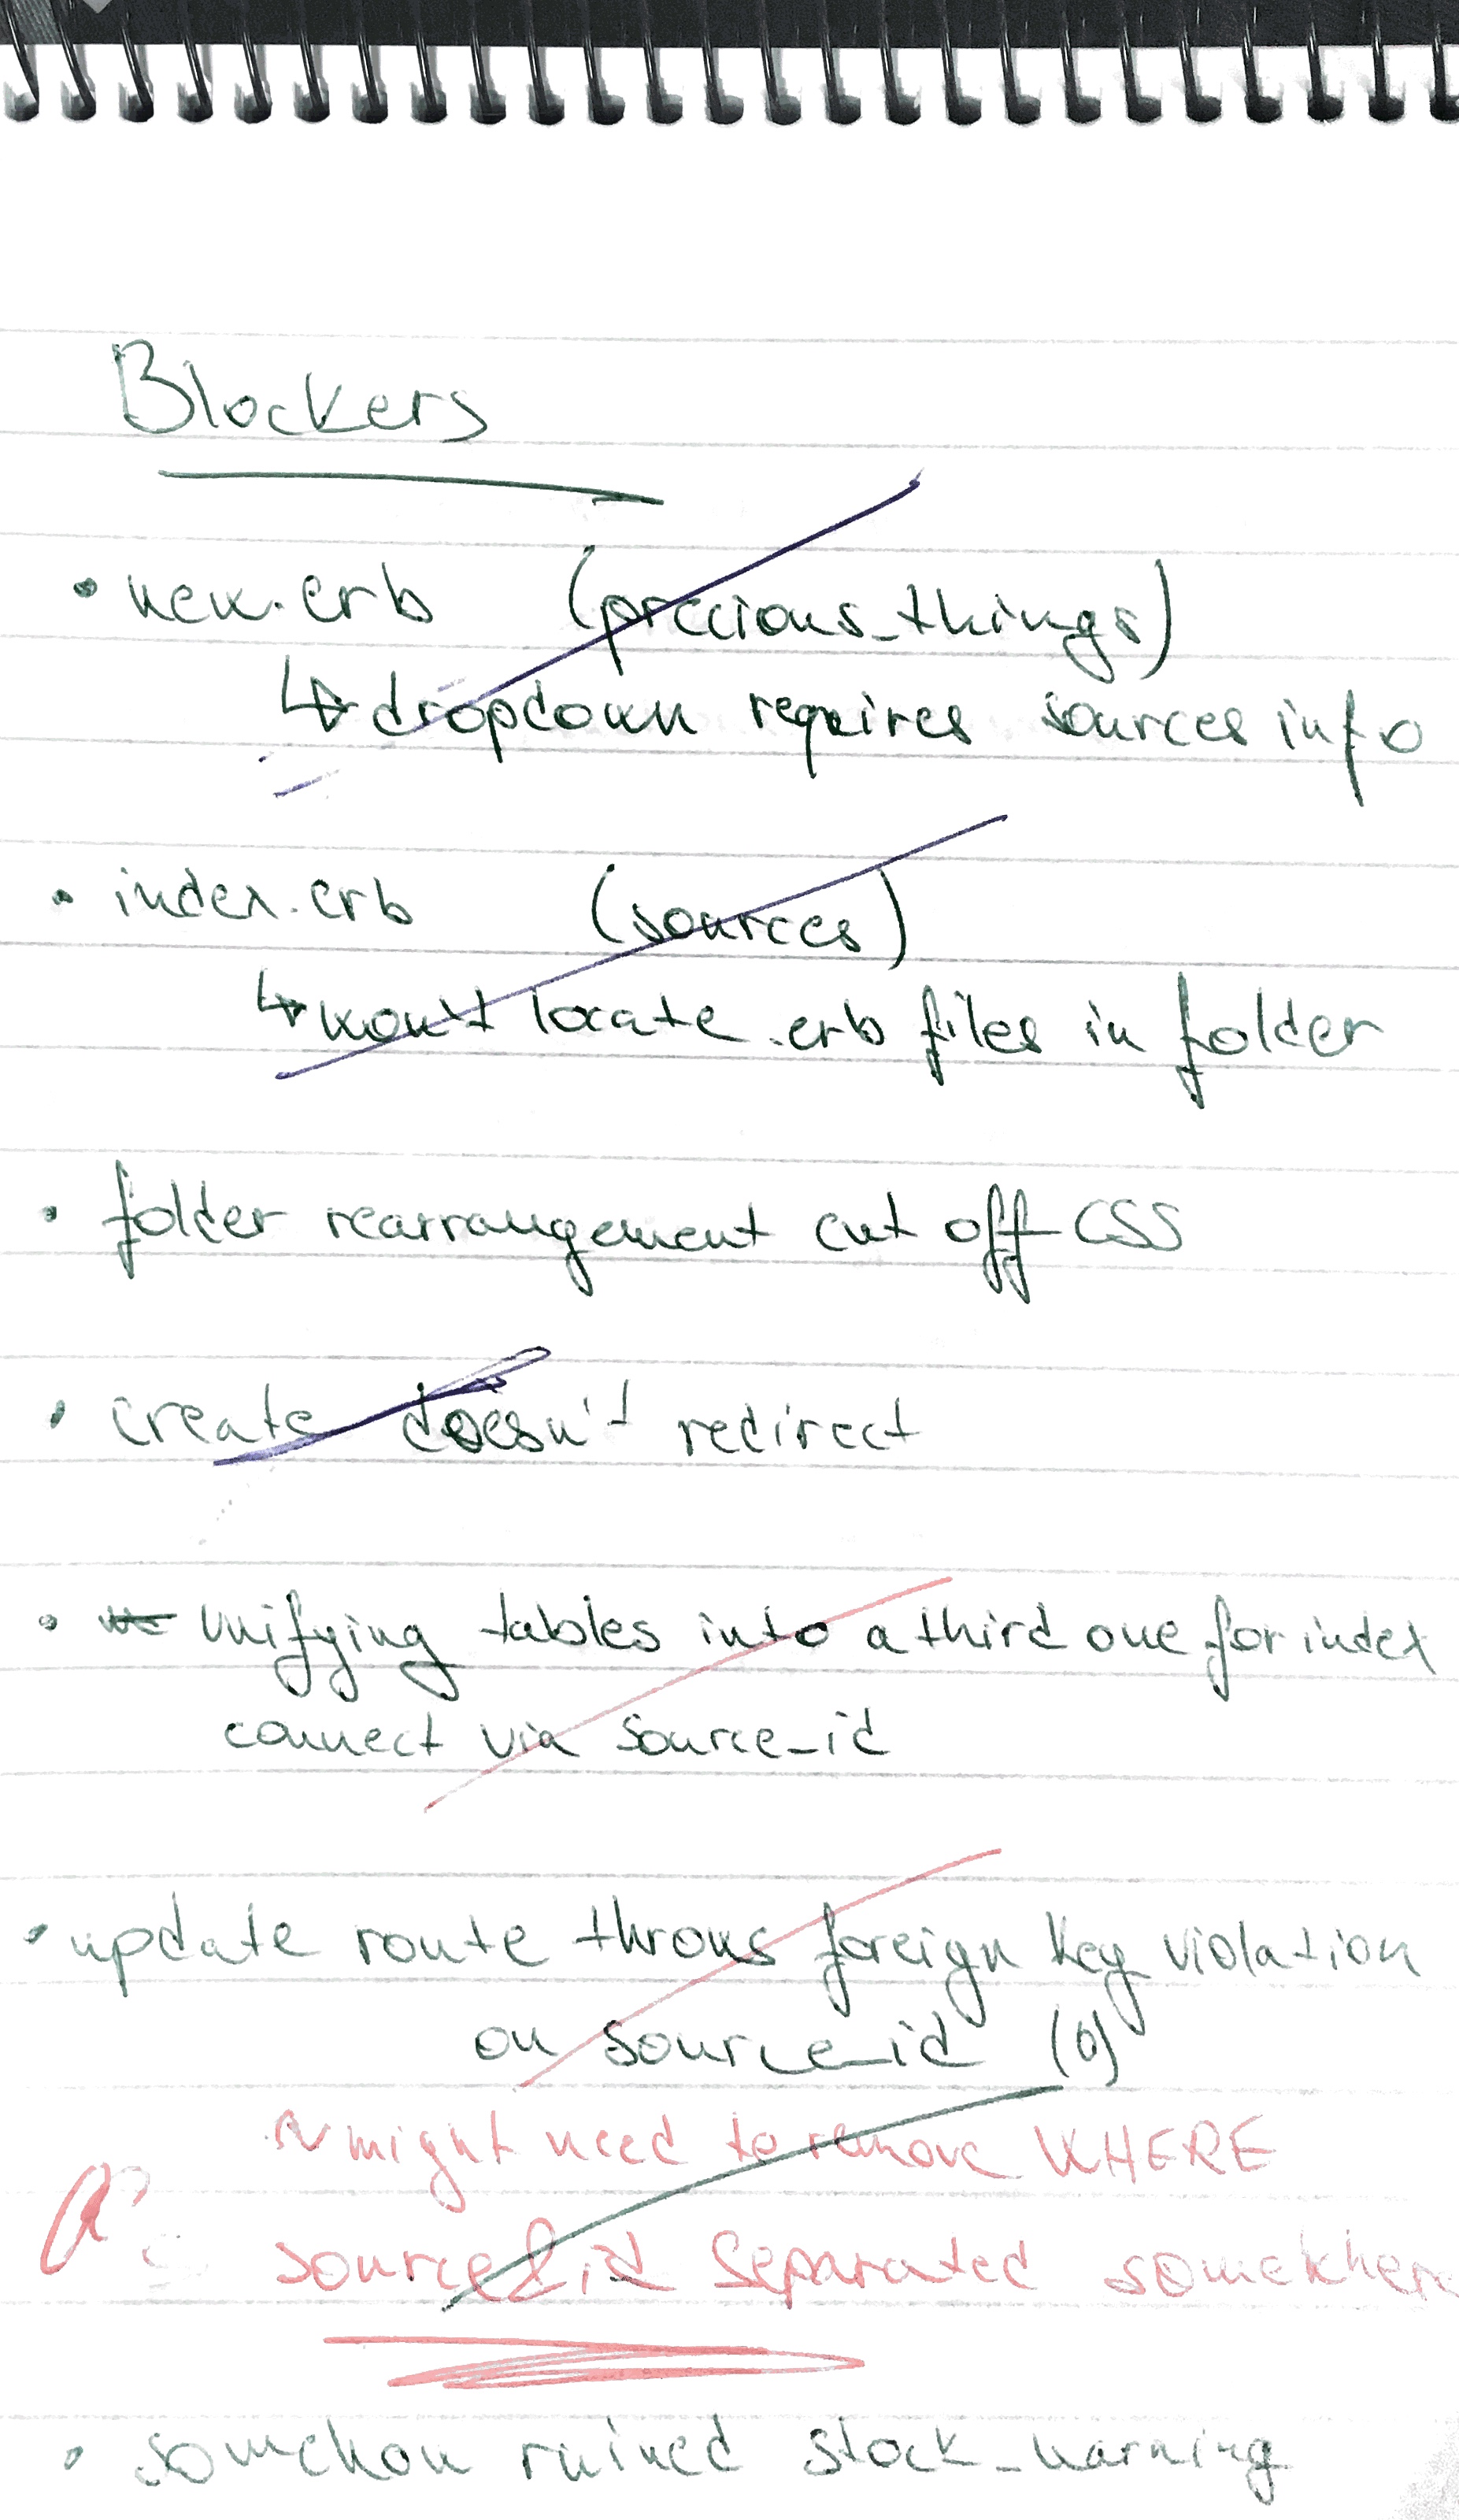 Blockers
• new.erb (precious_things)
↳ dropdown requires sources info
• index.erb (sources)
↳ won't locate .erb files in folder
• folder rearrangement cut off CSS
• create doesn't redirect
• unifying tables into a third one for index
connect via source_id
• update route throws foreign key violation
on source_id (0)
~ might need to remove WHERE
source & id separated somewhere
• somehow ruined stock_warning